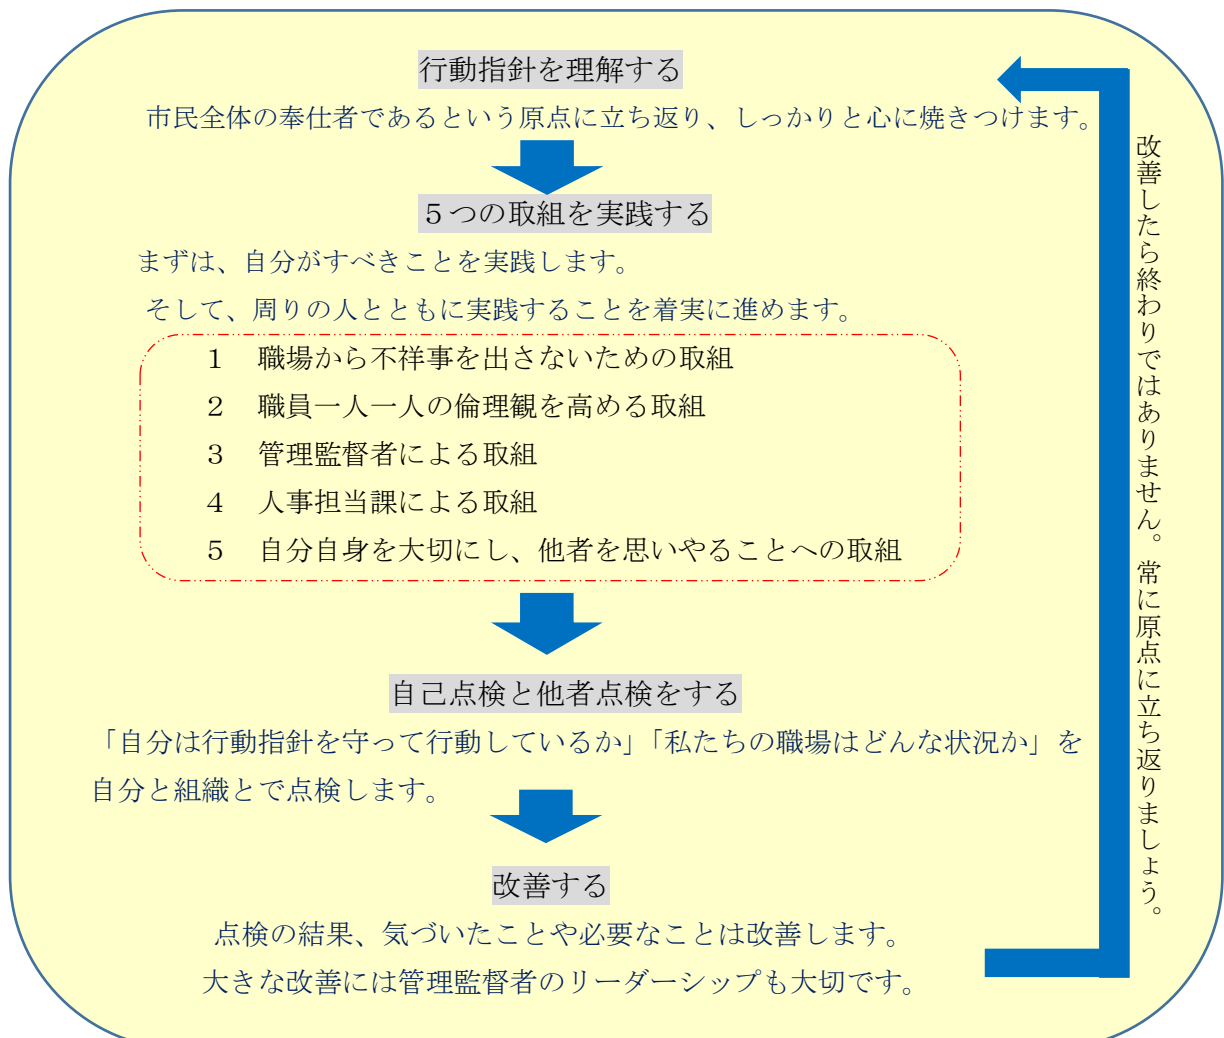 行動指針を理解する
市民全体の奉仕者であるという原点に立ち返り、しっかりと心に焼きつけます。
５つの取組を実践する
まずは、自分がすべきことを実践します。
そして、周りの人とともに実践することを着実に進めます。
１　職場から不祥事を出さないための取組
２　職員一人一人の倫理観を高める取組
３　管理監督者による取組
４　人事担当課による取組
５　自分自身を大切にし、他者を思いやることへの取組
自己点検と他者点検をする
「自分は行動指針を守って行動しているか」「私たちの職場はどんな状況か」を
自分と組織とで点検します。
改善する
点検の結果、気づいたことや必要なことは改善します。
大きな改善には管理監督者のリーダーシップも大切です。
改善したら終わりではありません。常に原点に立ち返りましょう。